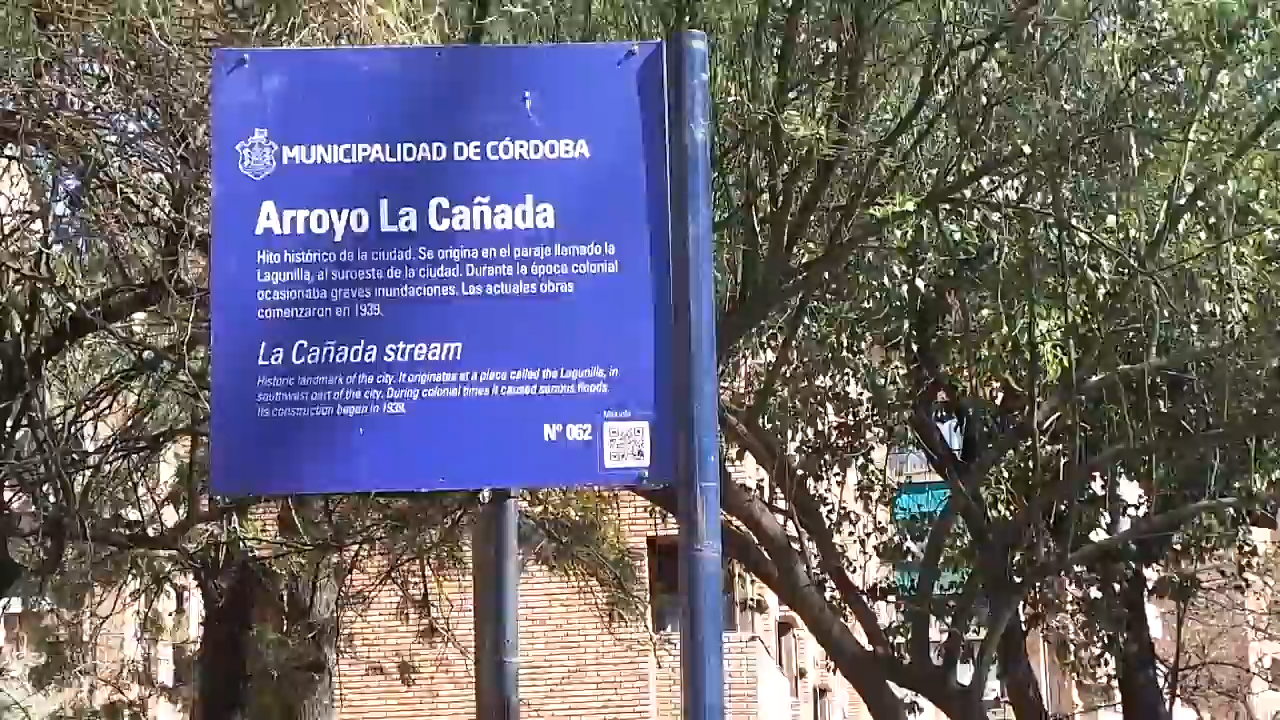 MUNICIPALIDAD DE CÓRDOBA
Arroyo La Cañada
Hito histórico de la ciudad. Se origina en el paraje llamado la
Lagunilla, al suroeste de la ciudad. Durante la época colonial
ocasionaba graves inundaciones. Las actuales obras
comenzaron en 1939.
La Cañada stream
Historic landmark of the city. It originates at a place called the Lagunilla, in
southwest part of the city. During colonial times it caused serious floods.
Its construction began in 1939.
Nº 062